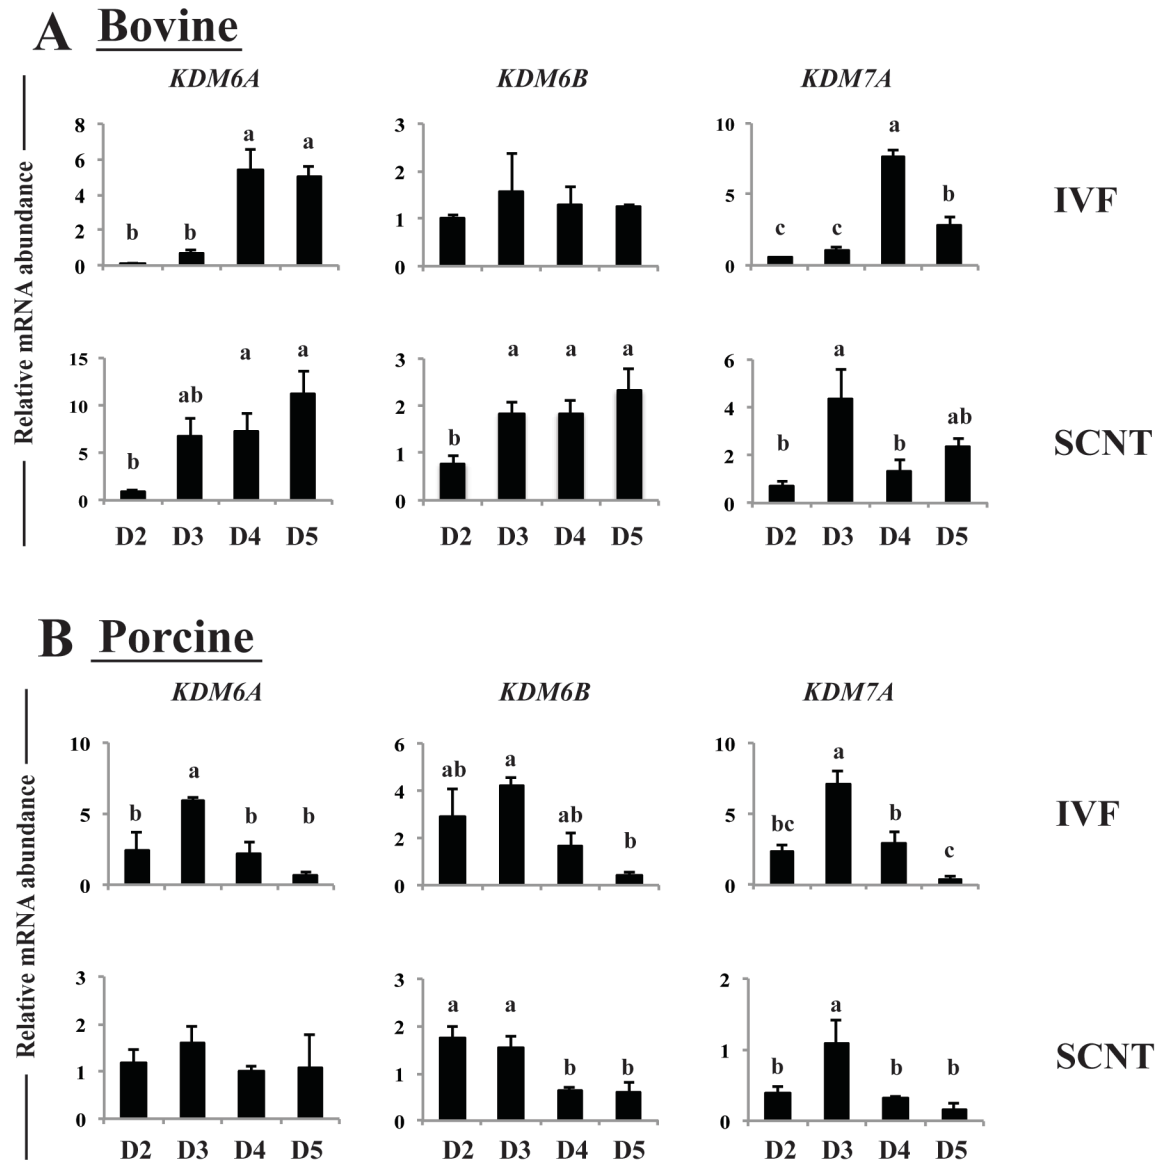 A Bovine
KDM6A KDM6B KDM7A
Relative mRNA abundance
8 6 4 2 0
b b a a
3 2 1 0
10 5 0
c c a b
IVF
15 10 5 0
b ab a a
3 2 1 0
b a a a
6 4 2 0
b a b ab
SCNT
D2 D3 D4 D5 D2 D3 D4 D5 D2 D3 D4 D5
B Porcine
KDM6A KDM6B KDM7A
Relative mRNA abundance
10 5 0
b a b b
6 4 2 0
ab a ab b
10 5 0
bc a b c
IVF
3 2 1 0
3 2 1 0
a a b b
2 1 0
b a b b
SCNT
D2 D3 D4 D5 D2 D3 D4 D5 D2 D3 D4 D5